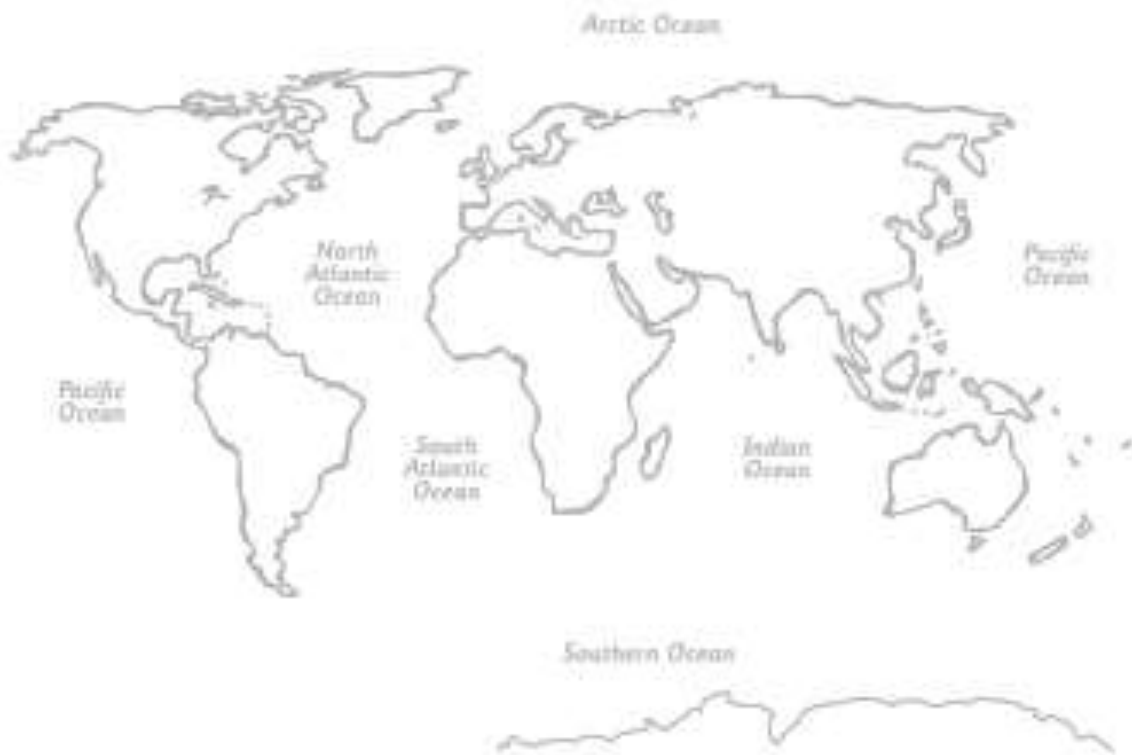 Arctic Ocean
North
Atlantic
Ocean
Pacific
Ocean
Pacific
Ocean
South
Atlantic
Ocean
Indian
Ocean
Southern Ocean